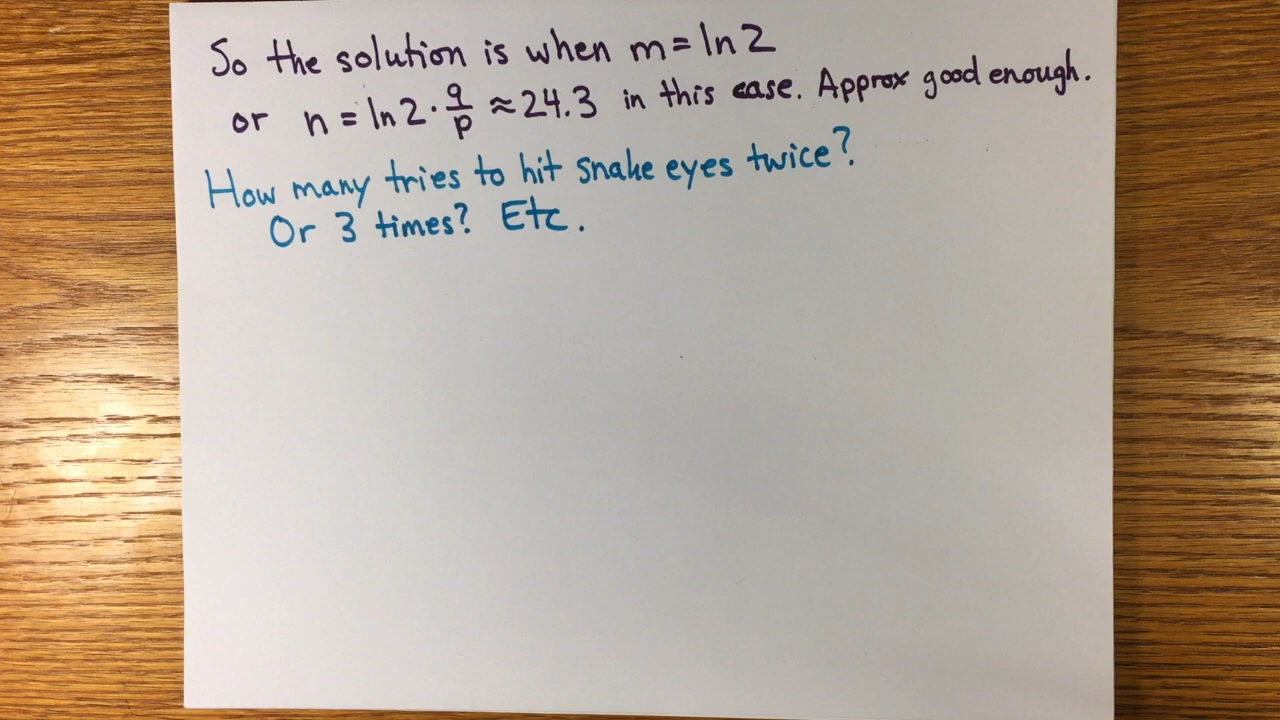 So the solution is when m = ln 2
or n = ln 2 · q/p ≈ 24.3 in this case. Approx good enough.
How many tries to hit snake eyes twice?
Or 3 times? Etc.